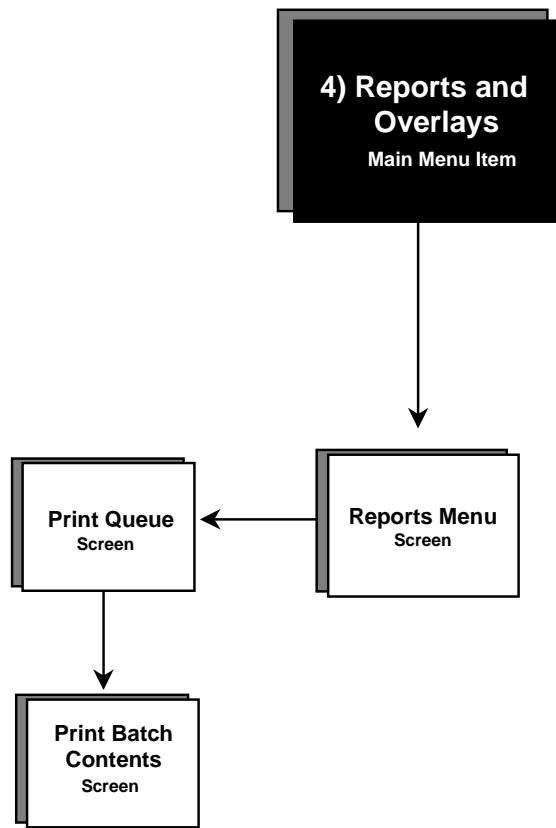 4) Reports and
Overlays
Main Menu Item
Print Queue
Screen
Reports Menu
Screen
Print Batch
Contents
Screen